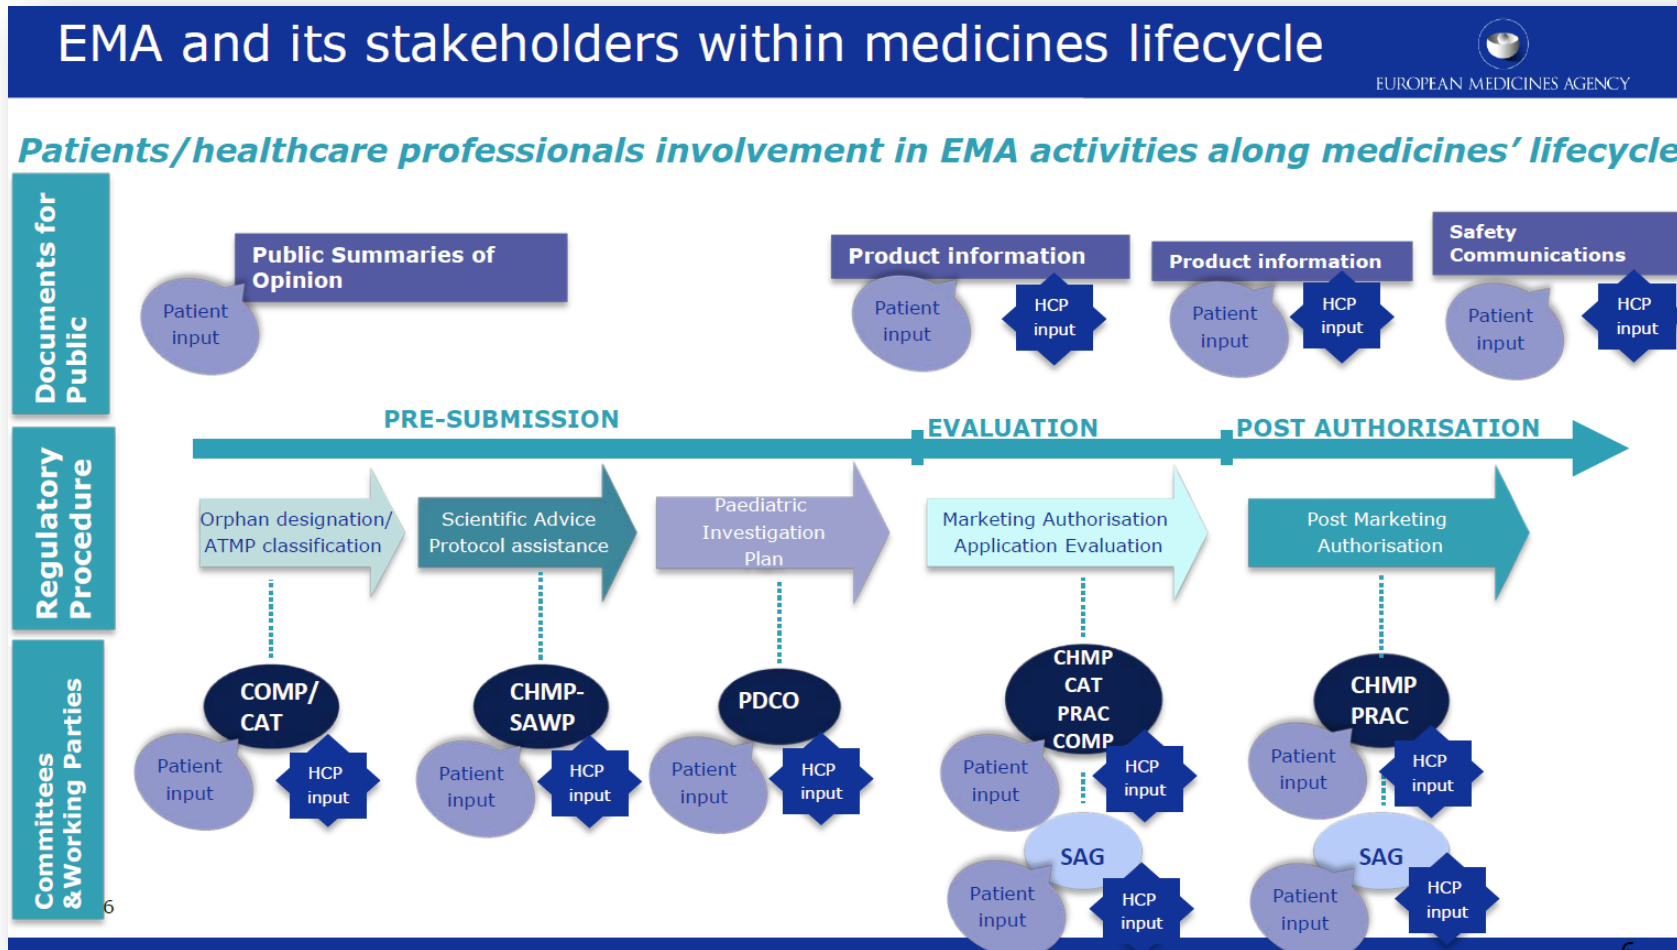 EMA and its stakeholders within medicines lifecycle
EUROPEAN MEDICINES AGENCY
Patients/healthcare professionals involvement in EMA activities along medicines' lifecycle
Documents for
Public
Public Summaries of
Opinion
Patient
input
Product information
Patient
input
HCP
input
Product information
Patient
input
HCP
input
Safety
Communications
Patient
input
HCP
input
Regulatory
Procedure
PRE-SUBMISSION
EVALUATION
POST AUTHORISATION
Orphan designation/
ATMP classification
Scientific Advice
Protocol assistance
Paediatric
Investigation
Plan
Marketing Authorisation
Application Evaluation
Post Marketing
Authorisation
Committees
&Working Parties
COMP/
CAT
Patient
input
HCP
input
CHMP-
SAWP
Patient
input
HCP
input
PDCO
Patient
input
HCP
input
CHMP
CAT
PRAC
COMP
Patient
input
HCP
input
SAG
Patient
input
HCP
input
CHMP
PRAC
Patient
input
HCP
input
SAG
Patient
input
HCP
input
6